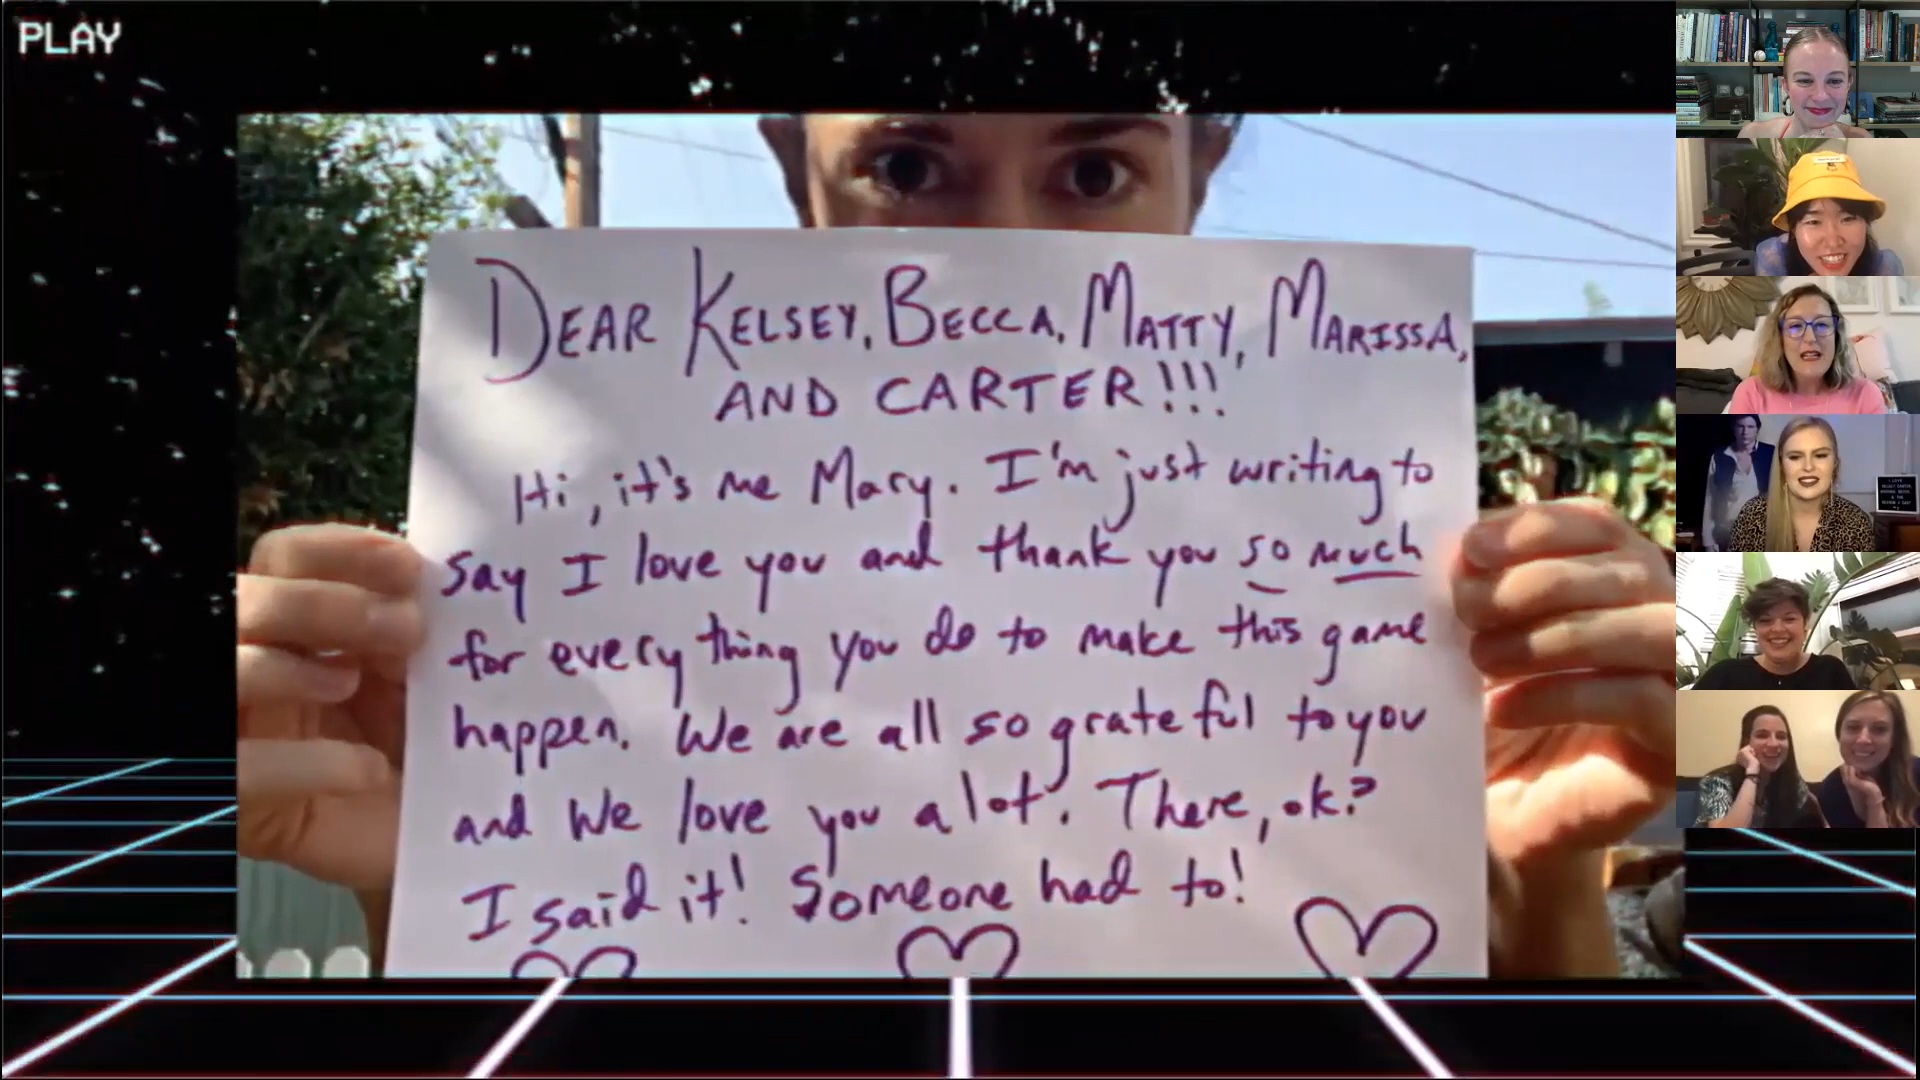 PLAY
DEAR KELSEY, BECCA, MATTY, MARISSA,
AND CARTER!!!
Hi, it's me Mary. I'm just writing to
say I love you and thank you so much
for everything you do to make this game
happen. We are all so grateful to you
and we love you a lot. There, ok?
I said it! Someone had to!